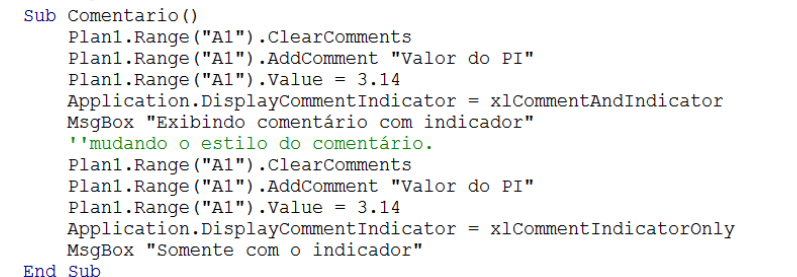 Sub Comentario()
Plan1.Range("A1").ClearComments
Plan1.Range("A1").AddComment "Valor do PI"
Plan1.Range("A1").Value = 3.14
Application.DisplayCommentIndicator = xlCommentAndIndicator
MsgBox "Exibindo comentário com indicador"
''mudando o estilo do comentário.
Plan1.Range("A1").ClearComments
Plan1.Range("A1").AddComment "Valor do PI"
Plan1.Range("A1").Value = 3.14
Application.DisplayCommentIndicator = xlCommentIndicatorOnly
MsgBox "Somente com o indicador"
End Sub